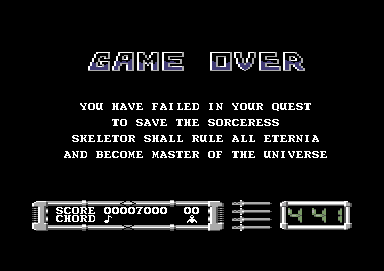 GAME OVER
YOU HAVE FAILED IN YOUR QUEST
TO SAVE THE SORCERESS
SKELETOR SHALL RULE ALL ETERNIA
AND BECOME MASTER OF THE UNIVERSE
SCORE 00007000 00
CHORD
441